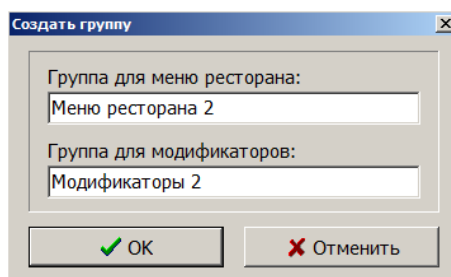 Создать группу
Группа для меню ресторана:
Меню ресторана 2
Группа для модификаторов:
Модификаторы 2
OK
Отменить